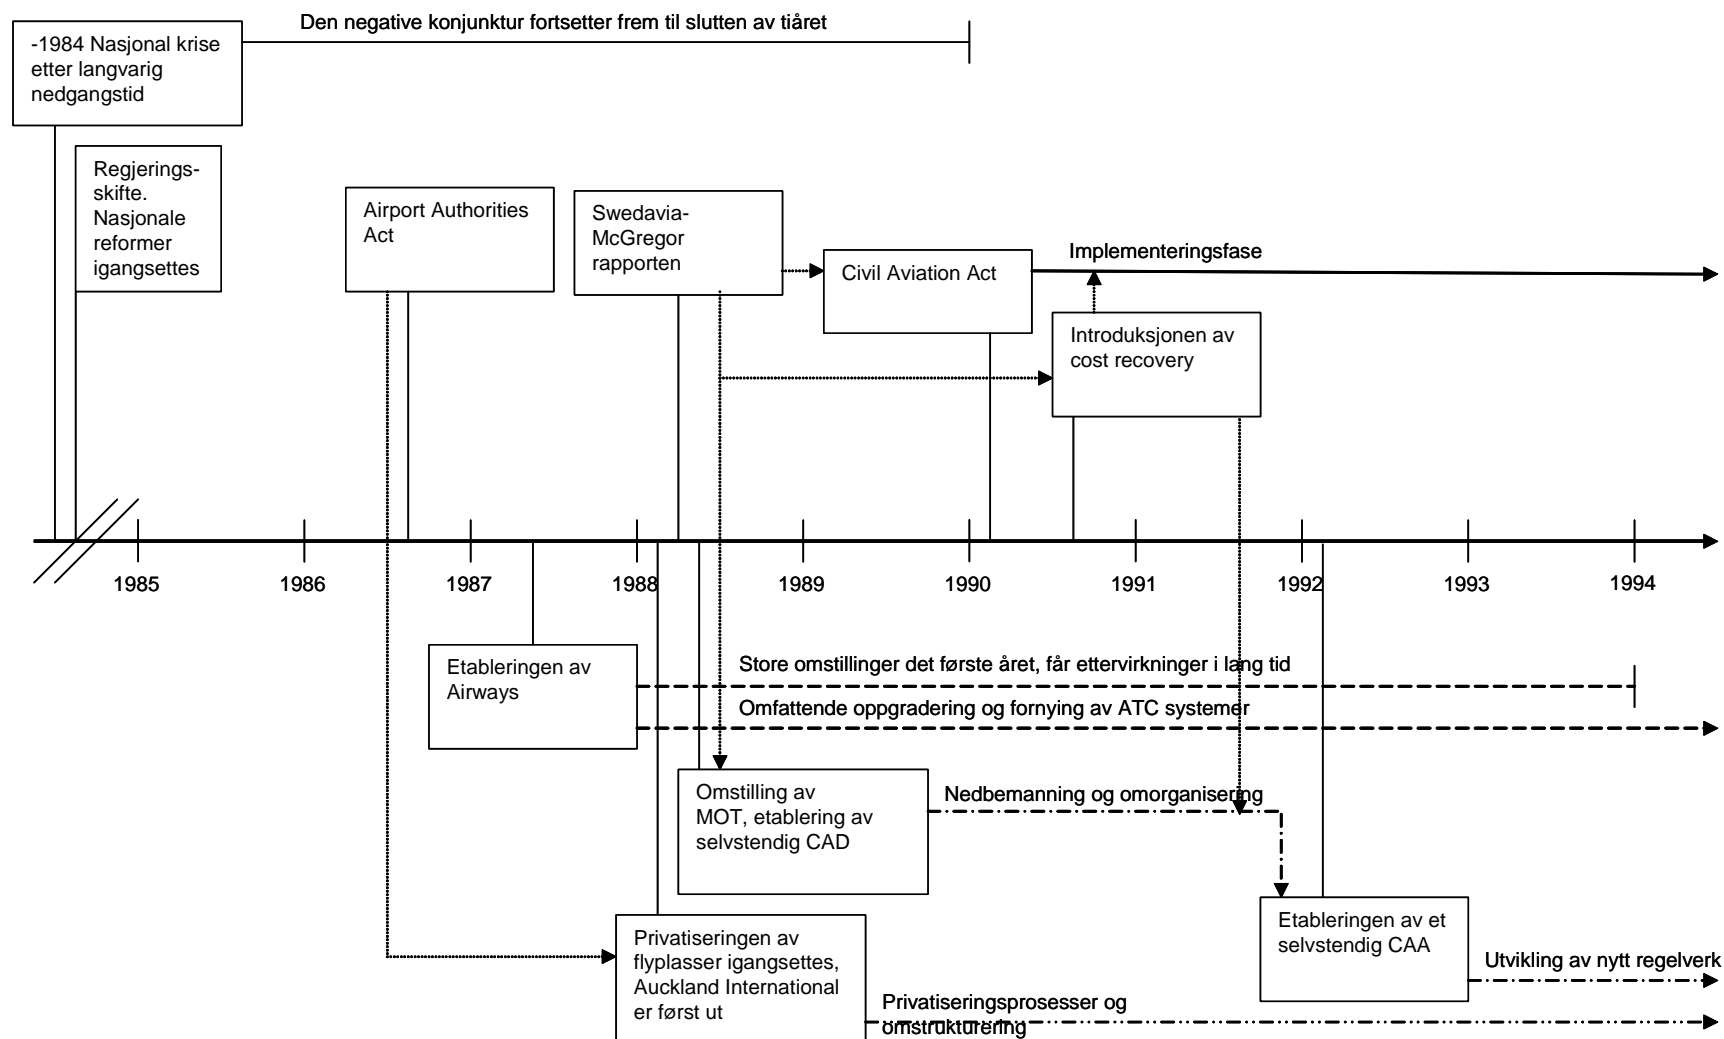 Den negative konjunktur fortsetter frem til slutten av tiåret
-1984 Nasjonal krise
etter langvarig
nedgangstid
Regjerings-
skifte.
Nasjonale
reformer
igangsettes
Airport Authorities
Act
Swedavia-
McGregor
rapporten
Civil Aviation Act
Implementeringsfase
Introduksjonen av
cost recovery
1985
1986
1987
1988
1989
1990
1991
1992
1993
1994
Etableringen av
Airways
Store omstillinger det første året, får ettervirkninger i lang tid
Omfattende oppgradering og fornying av ATC systemer
Omstilling av
MOT, etablering av
selvstendig CAD
Nedbemanning og omorganisering
Privatiseringen av
flyplasser igangsettes,
Auckland International
er først ut
Privatiseringsprosesser og
omstrukturering
Etableringen av et
selvstendig CAA
Utvikling av nytt regelverk